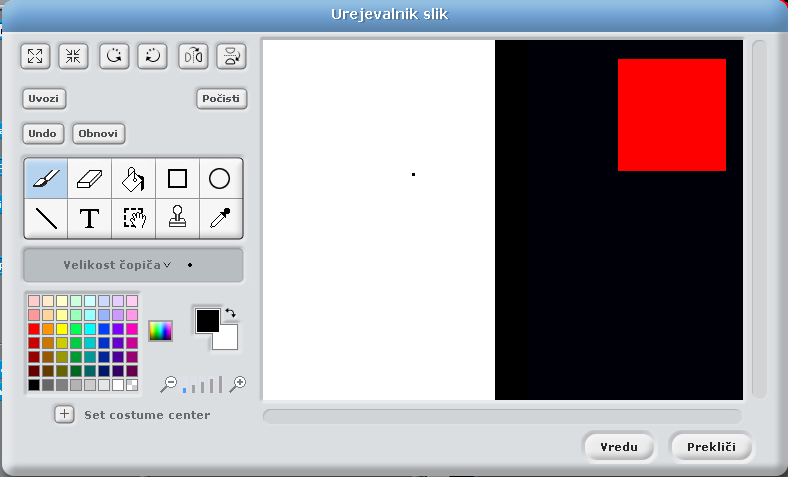 Urejevalnik slik
Uvozi
Počisti
Undo
Obnovi
T
Velikost čopiča
Set costume center
Vredu
Prekliči